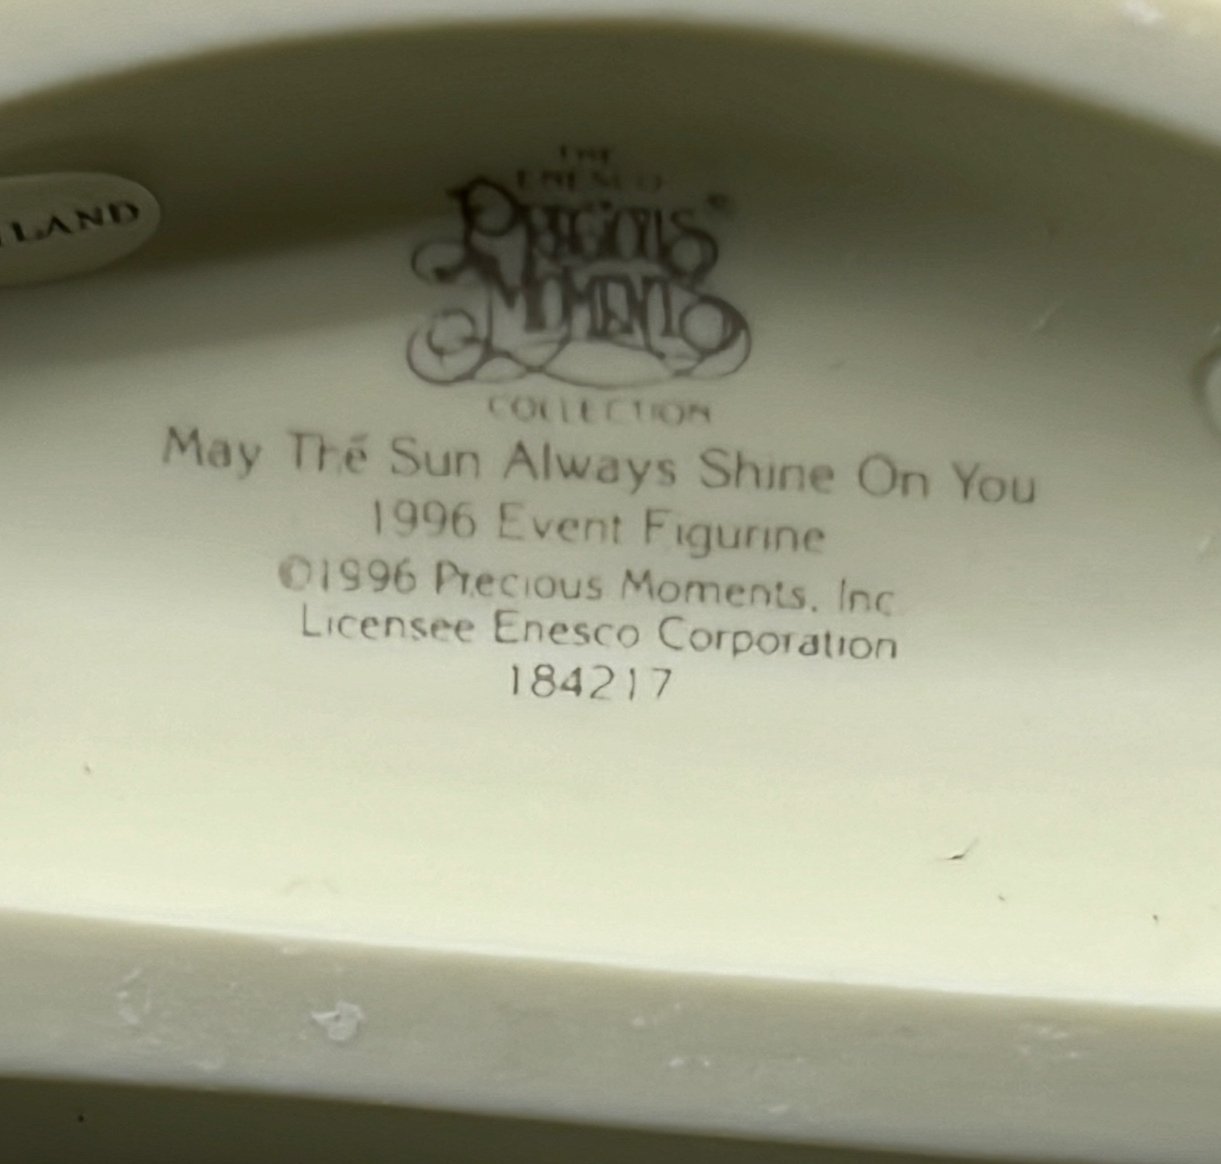 LAND
THE
ENESCO
PRECIOUS®
MOMENTS
COLLECTION
May The Sun Always Shine On You
1996 Event Figurine
©1996 Precious Moments, Inc
Licensee Enesco Corporation
184217